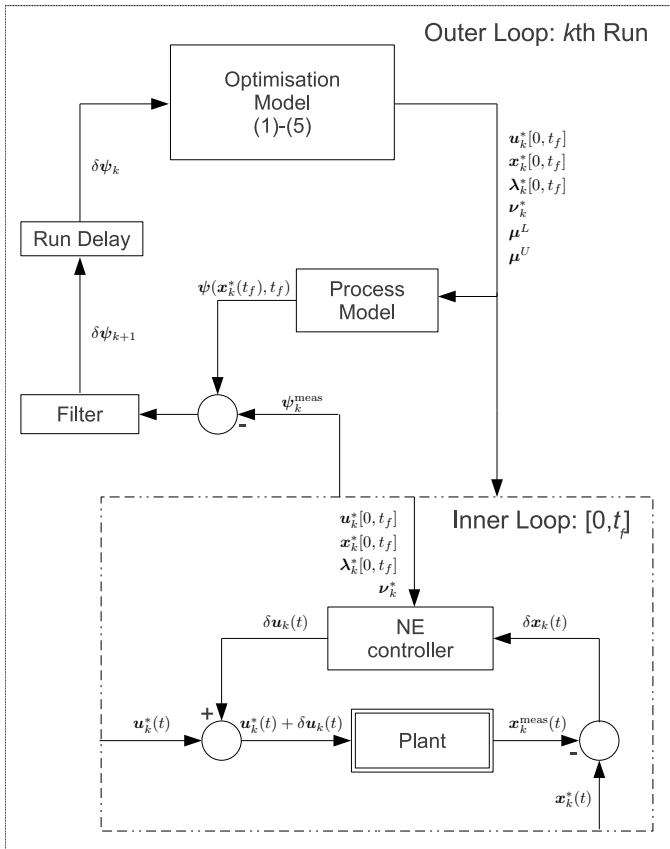 Outer Loop: kth Run
Optimisation
Model
(1)-(5)
u*_k[0, t_f]
x*_k[0, t_f]
λ*_k[0, t_f]
ν*_k
μ^L
μ^U
δψ_k
Run Delay
ψ(x*_k(t_f), t_f)
Process
Model
δψ_{k+1}
Filter
ψ_k^meas
-
Inner Loop: [0,t_f]
u*_k[0, t_f]
x*_k[0, t_f]
λ*_k[0, t_f]
ν*_k
δu_k(t)
NE
controller
δx_k(t)
u*_k(t)
+
u*_k(t) + δu_k(t)
Plant
x_k^meas(t)
-
x*_k(t)